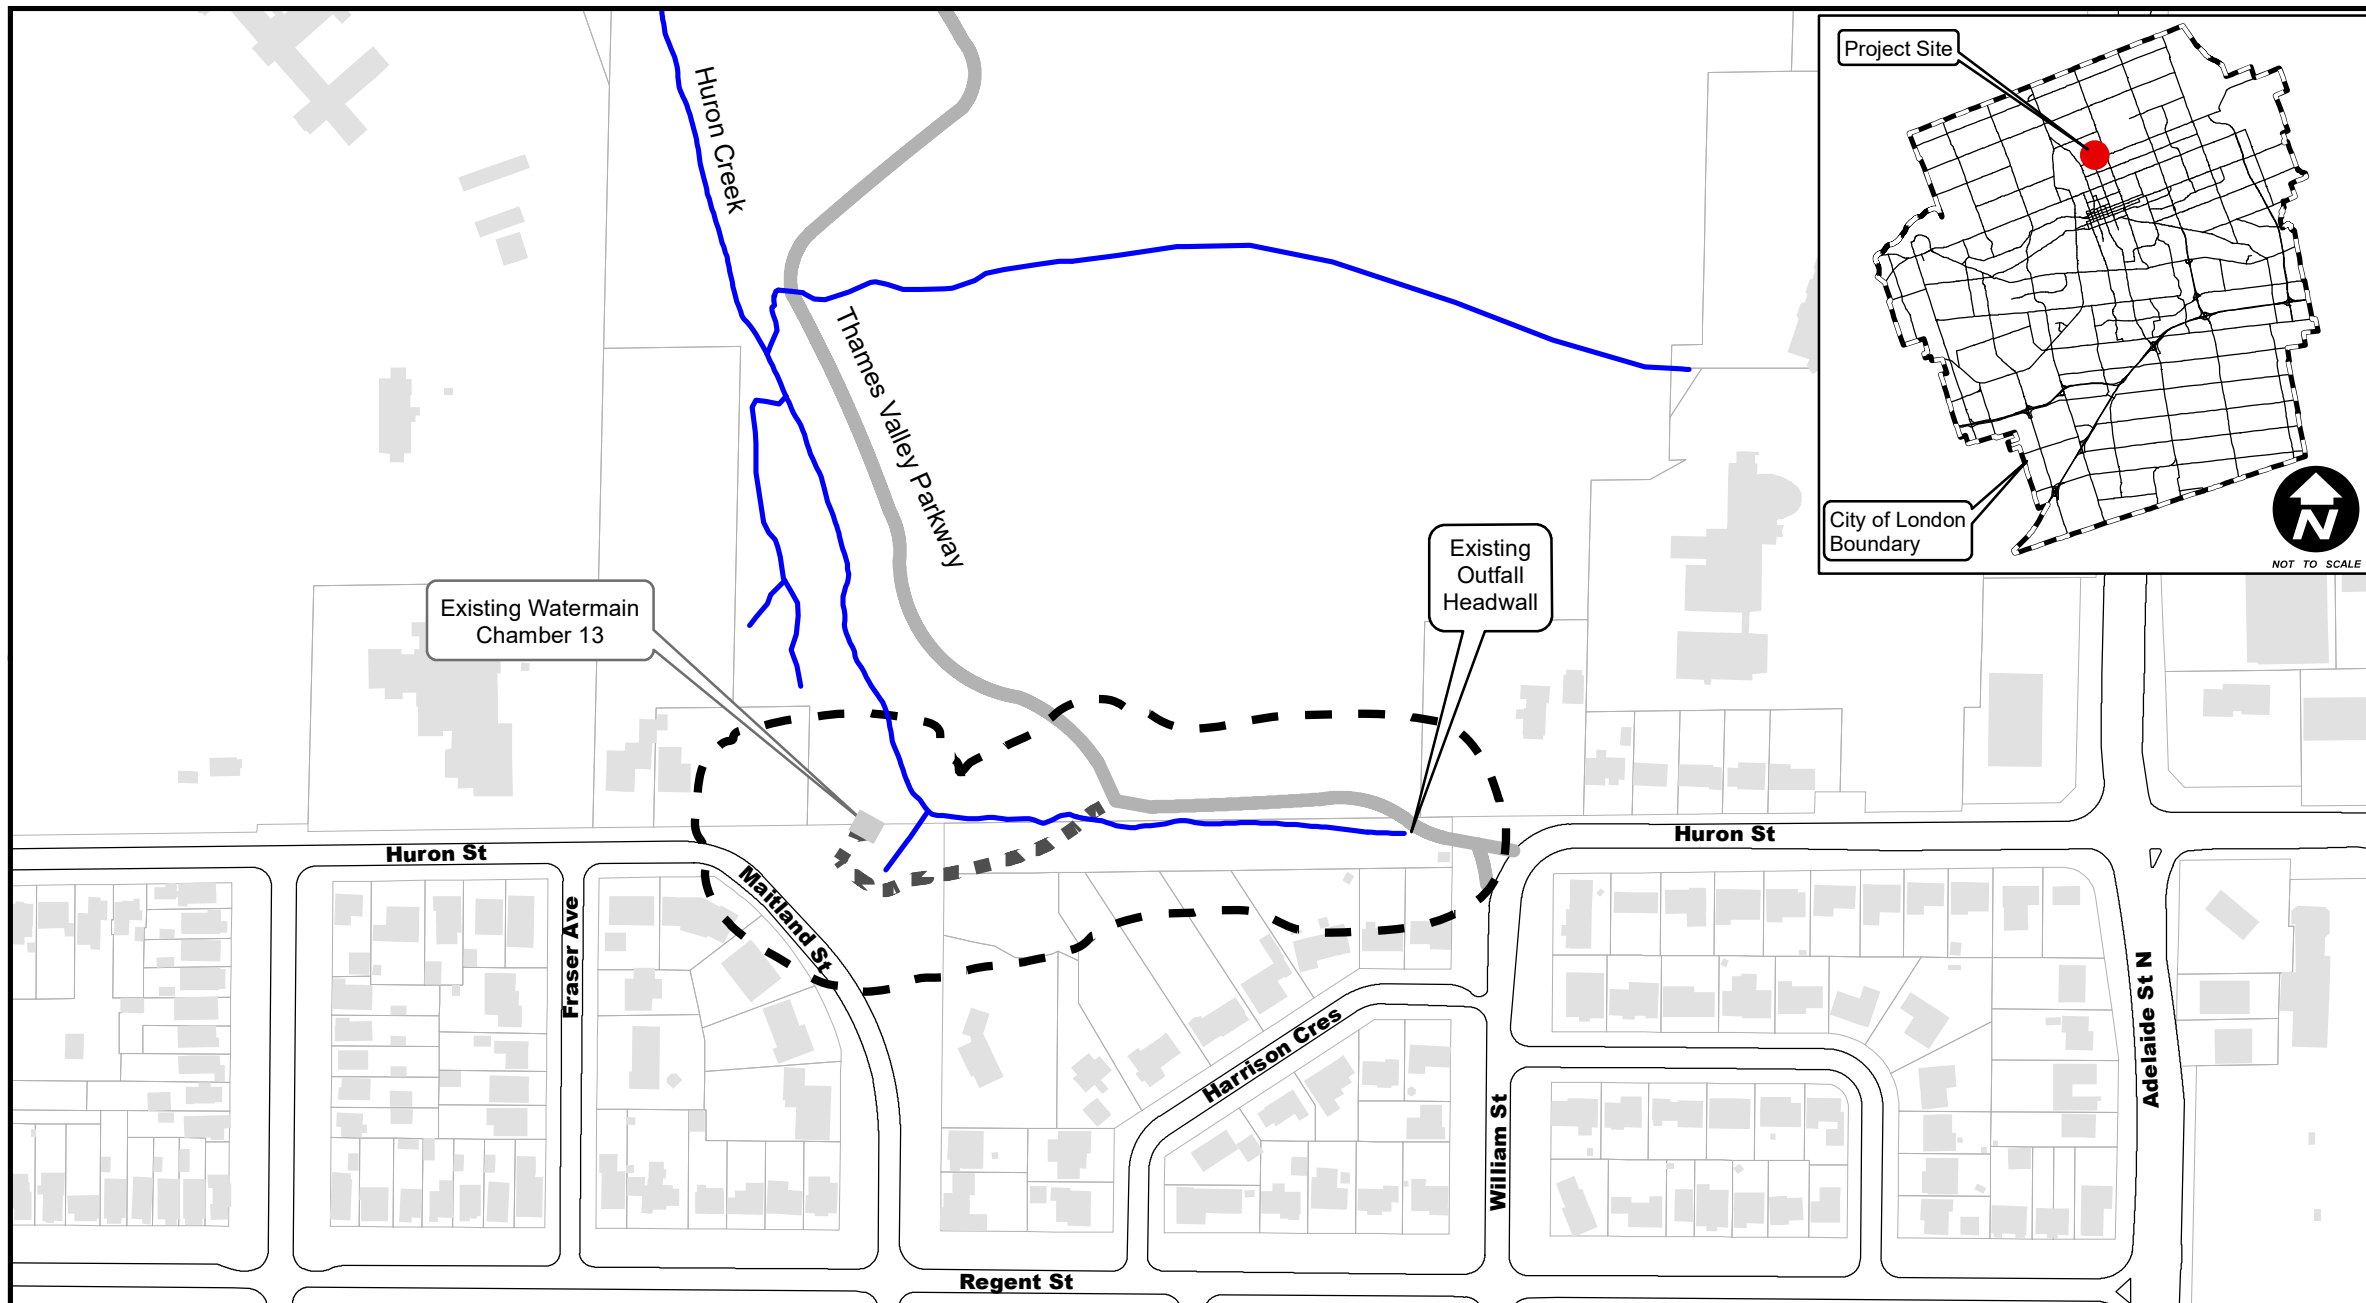 Project Site
Huron Creek
Thames Valley Parkway
City of London
Boundary
N
NOT TO SCALE
Existing
Outfall
Headwall
Existing Watermain
Chamber 13
Huron St
Huron St
Maitland St
Fraser Ave
Harrison Cres
William St
Adelaide St N
Regent St